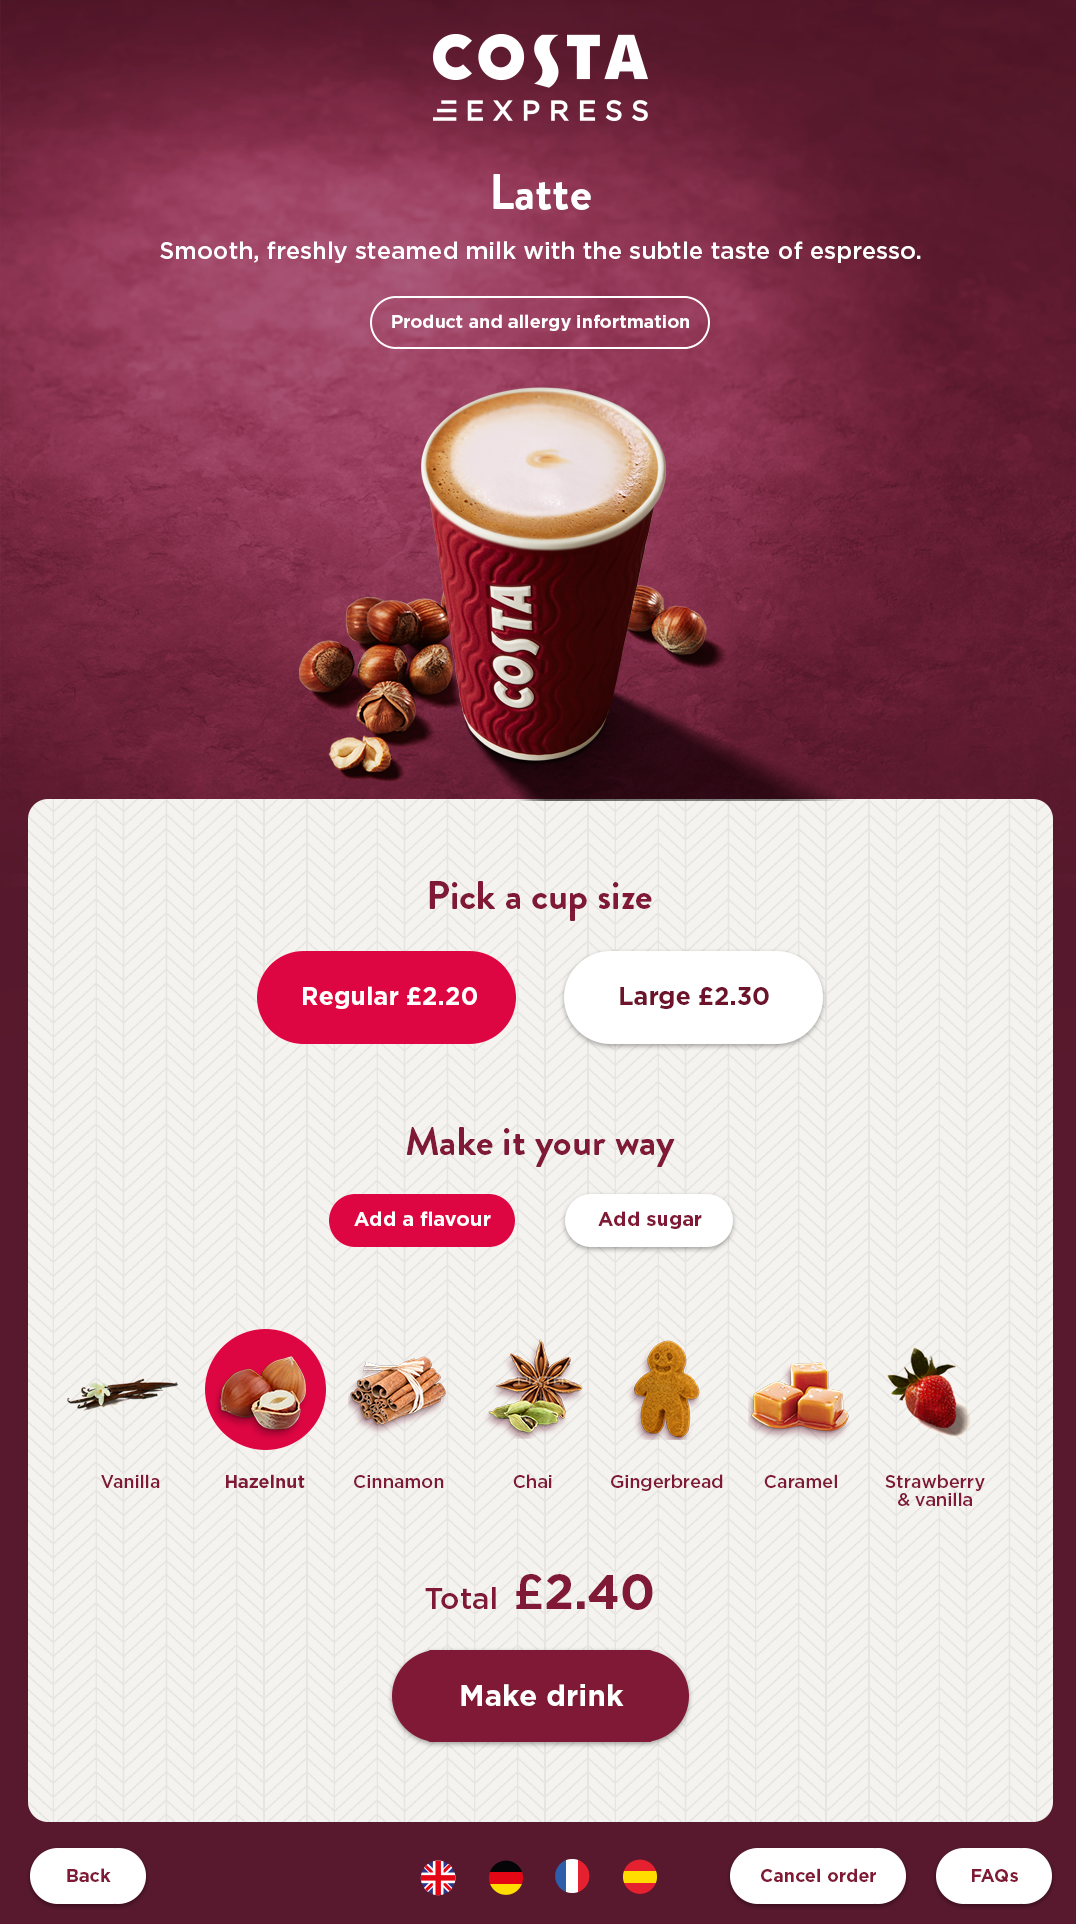 COSTA
EXPRESS
Latte
Smooth, freshly steamed milk with the subtle taste of espresso.
Product and allergy infortmation
COSTA
Pick a cup size
Regular £2.20
Large £2.30
Make it your way
Add a flavour
Add sugar
Vanilla
Hazelnut
Cinnamon
Chai
Gingerbread
Caramel
Strawberry
& vanilla
Total £2.40
Make drink
Back
Cancel order
FAQs